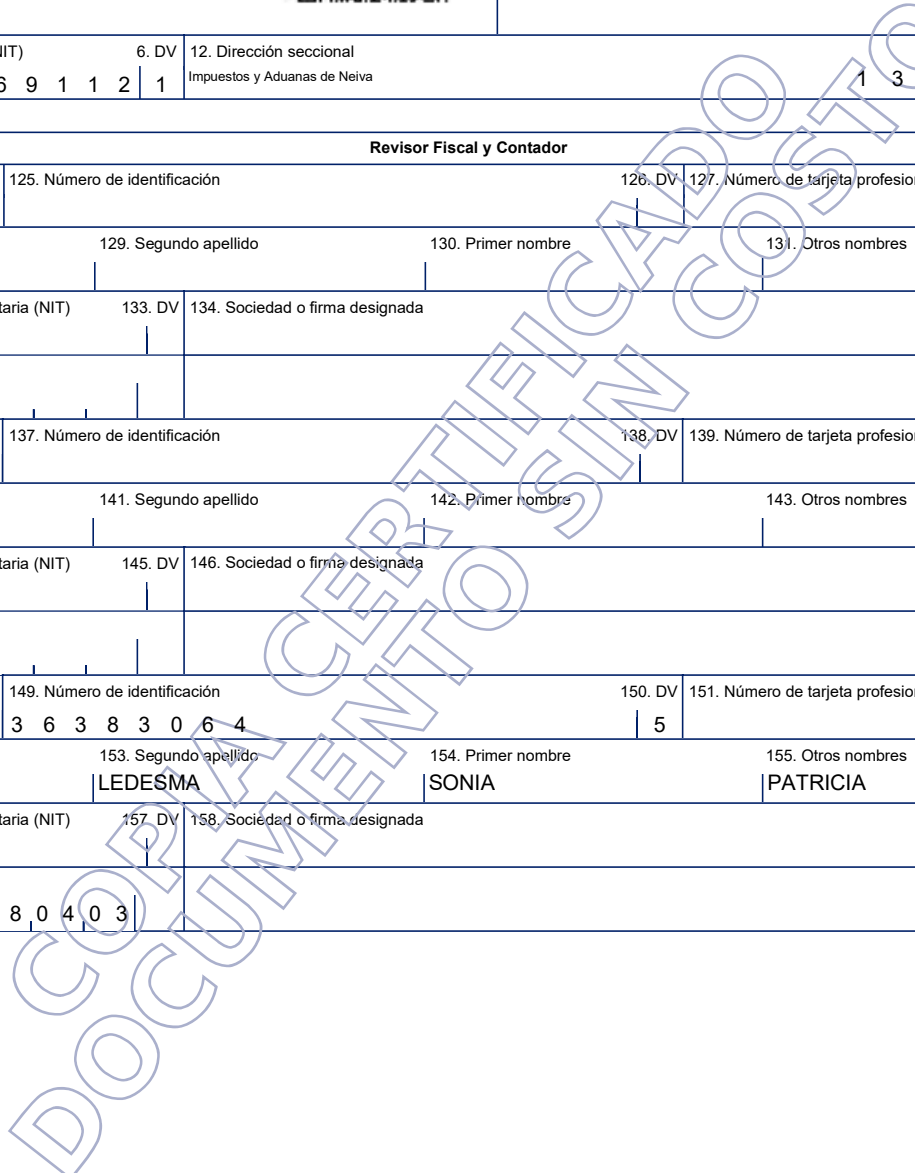 NIT) 6. DV 12. Dirección seccional
6 9 1 1 2 1 Impuestos y Aduanas de Neiva 1 3
Revisor Fiscal y Contador
125. Número de identificación 126. DV 127. Número de tarjeta profesion
129. Segundo apellido 130. Primer nombre 131. Otros nombres
taria (NIT) 133. DV 134. Sociedad o firma designada
137. Número de identificación 138. DV 139. Número de tarjeta profesion
141. Segundo apellido 142. Primer nombre 143. Otros nombres
taria (NIT) 145. DV 146. Sociedad o firma designada
149. Número de identificación 150. DV 151. Número de tarjeta profesion
3 6 3 8 3 0 6 4 5
153. Segundo apellido 154. Primer nombre 155. Otros nombres
LEDESMA SONIA PATRICIA
taria (NIT) 157. DV 158. Sociedad o firma designada
8 0 4 0 3
COPIA CERTIFICADO
DOCUMENTO SIN COSTO